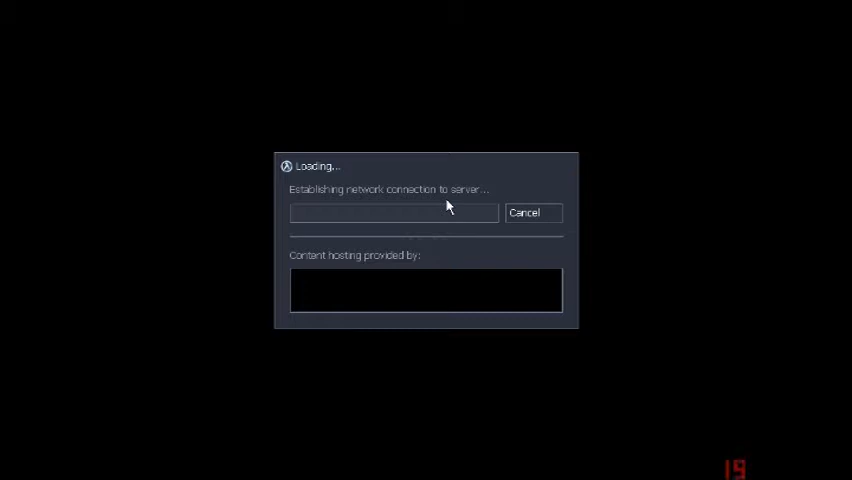 Loading...
Establishing network connection to server...
Cancel
Content hosting provided by:
19